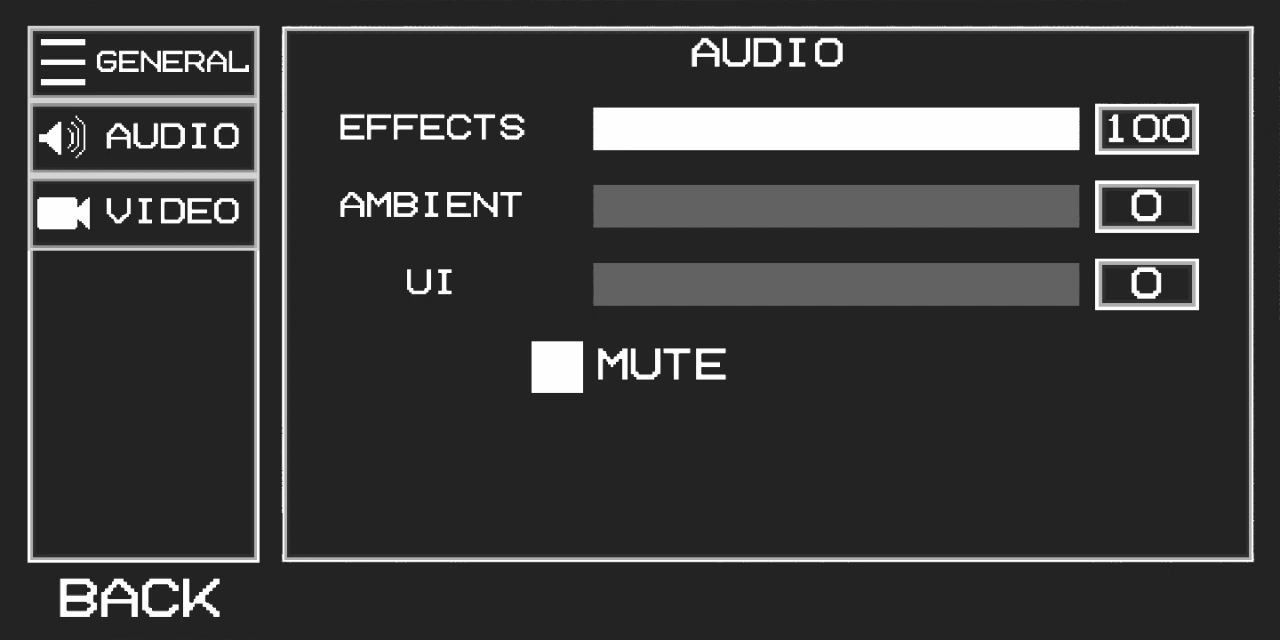 GENERAL
AUDIO
VIDEO
BACK
AUDIO
EFFECTS 100
AMBIENT 0
UI 0
MUTE